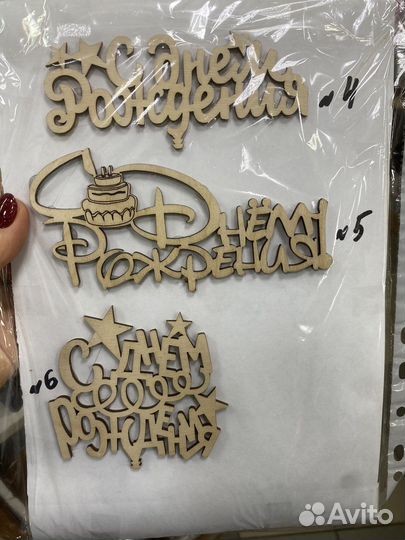 С Днём
Рождения
№4
С Днём
Рождения!
№5
С Днём
Рождения
№6
Avito